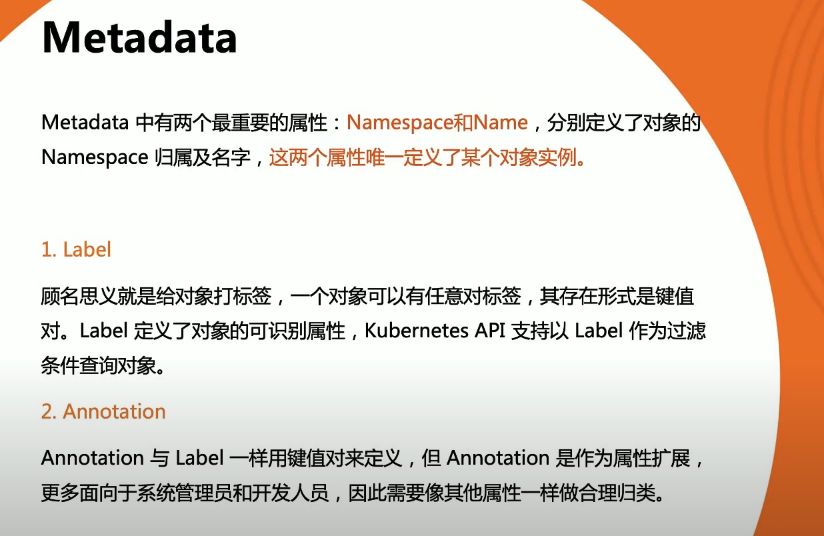 Metadata
Metadata 中有两个最重要的属性：Namespace和Name，分别定义了对象的
Namespace 归属及名字，这两个属性唯一定义了某个对象实例。
1. Label
顾名思义就是给对象打标签，一个对象可以有任意对标签，其存在形式是键值
对。Label 定义了对象的可识别属性，Kubernetes API 支持以 Label 作为过滤
条件查询对象。
2. Annotation
Annotation 与 Label 一样用键值对来定义，但 Annotation 是作为属性扩展，
更多面向于系统管理员和开发人员，因此需要像其他属性一样做合理归类。